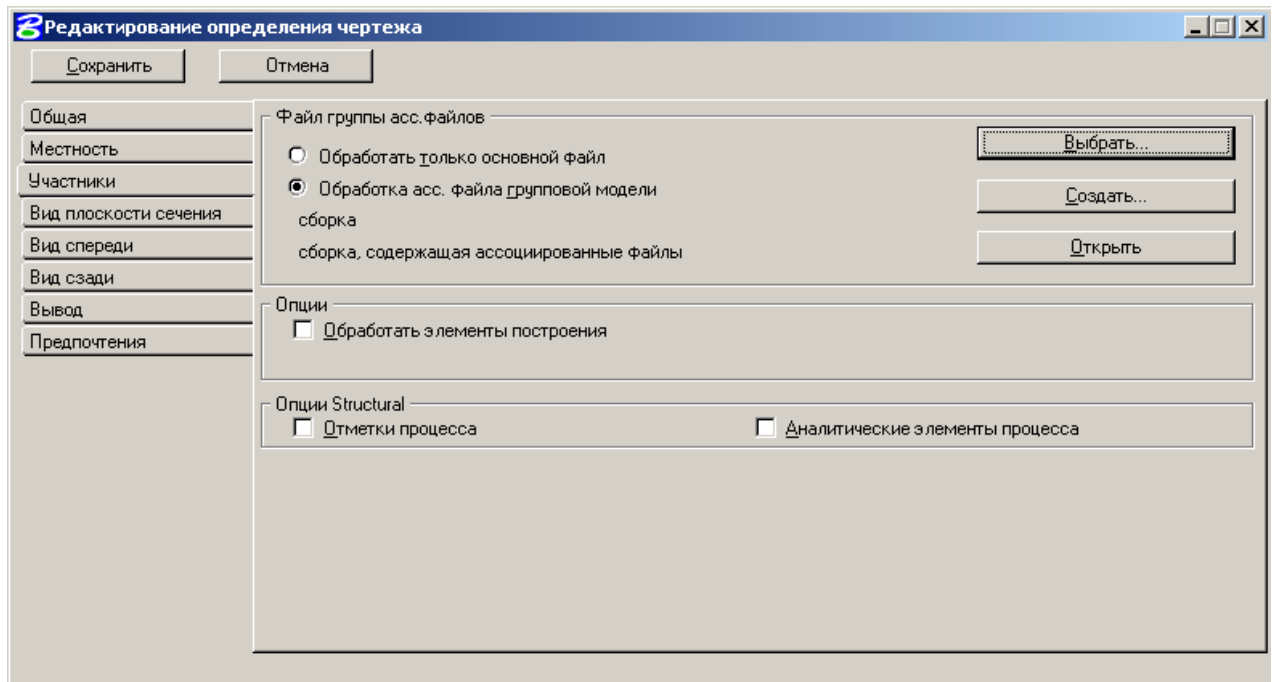 Редактирование определения чертежа
Сохранить
Отмена
Общая
Местность
Участники
Вид плоскости сечения
Вид спереди
Вид сзади
Вывод
Предпочтения
Файл группы асс.файлов
Обработать только основной файл
Обработка асс. файла групповой модели
сборка
сборка, содержащая ассоциированные файлы
Выбрать...
Создать...
Открыть
Опции
Обработать элементы построения
Опции Structural
Отметки процесса
Аналитические элементы процесса